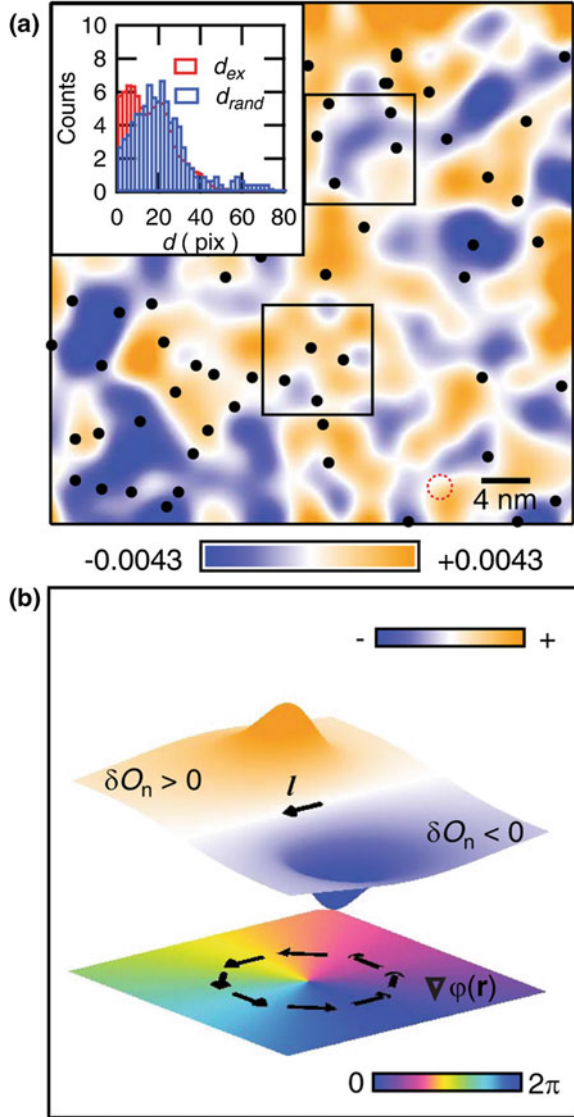 (a)
10
8
6
4
2
0
Counts
d_ex
d_rand
0 20 40 60 80
d ( pix )
4 nm
-0.0043 +0.0043
(b)
- +
δO_n > 0
l
δO_n < 0
∇φ(r)
0 2π